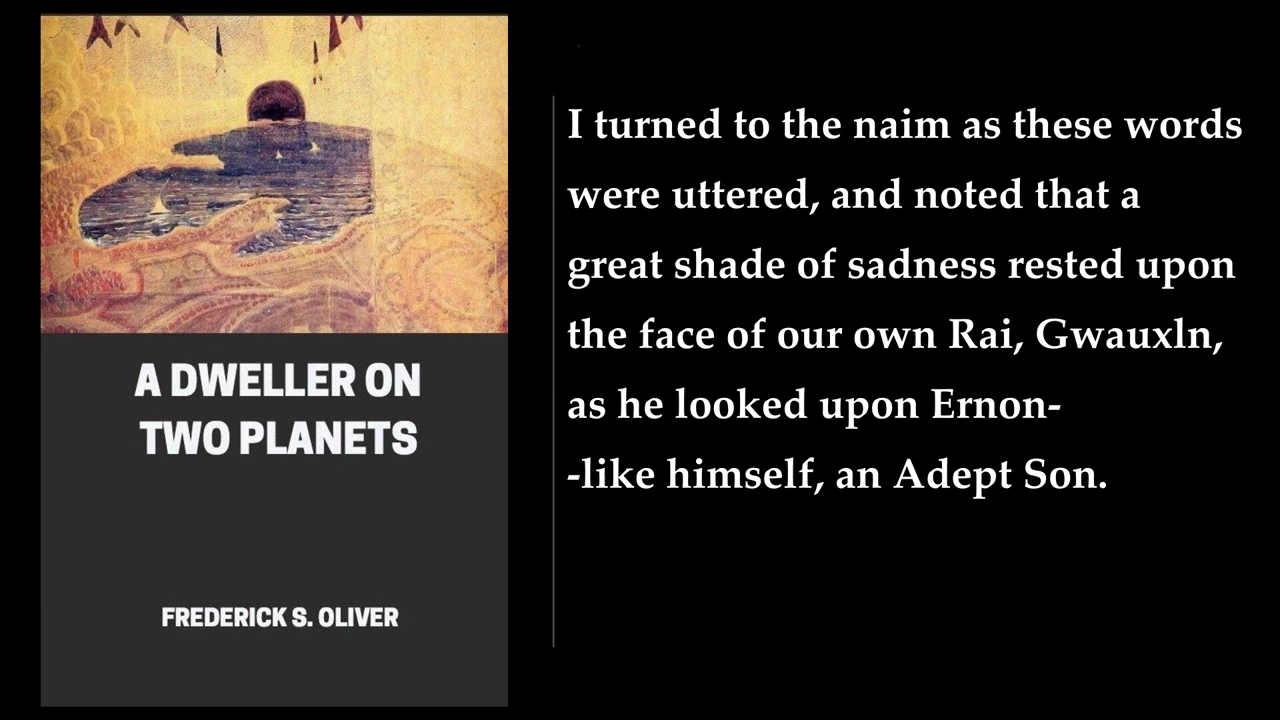 A DWELLER ON
TWO PLANETS
FREDERICK S. OLIVER
I turned to the naim as these words
were uttered, and noted that a
great shade of sadness rested upon
the face of our own Rai, Gwauxln,
as he looked upon Ernon-
-like himself, an Adept Son.